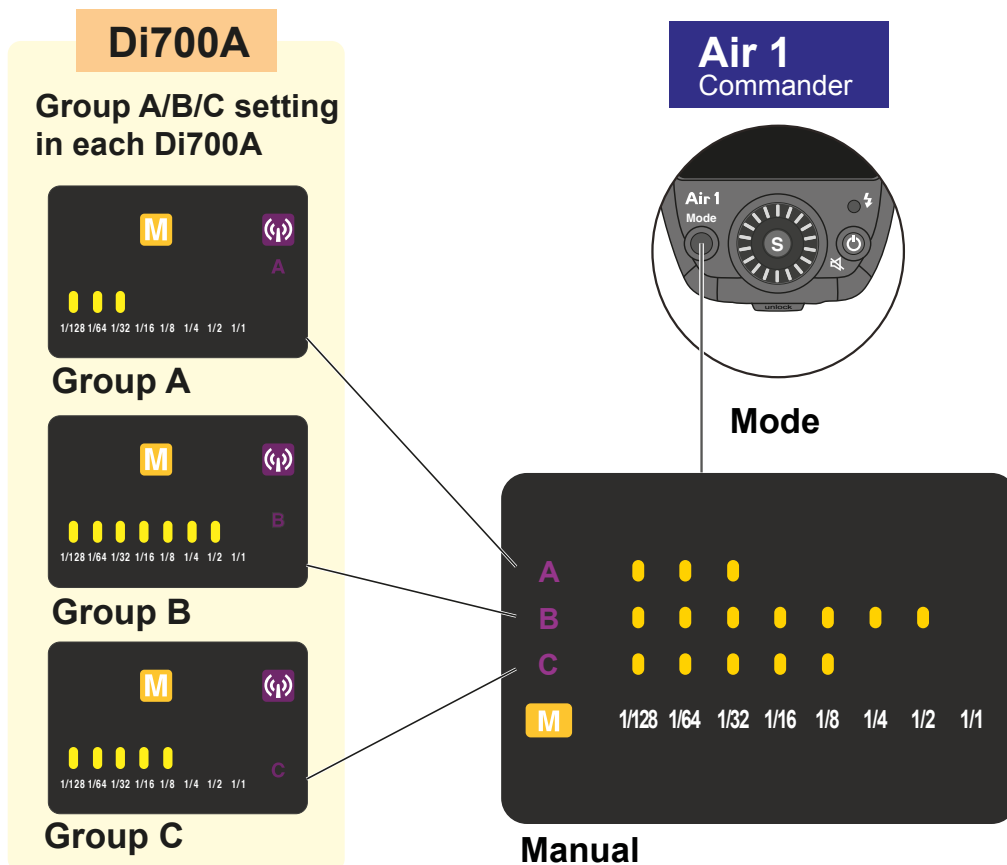 Di700A
Group A/B/C setting
in each Di700A
M
A
1/128 1/64 1/32 1/16 1/8 1/4 1/2 1/1
Group A
M
B
1/128 1/64 1/32 1/16 1/8 1/4 1/2 1/1
Group B
M
C
1/128 1/64 1/32 1/16 1/8 1/4 1/2 1/1
Group C
Air 1
Commander
Air 1
Mode
S
unlock
Mode
A
B
C
M 1/128 1/64 1/32 1/16 1/8 1/4 1/2 1/1
Manual